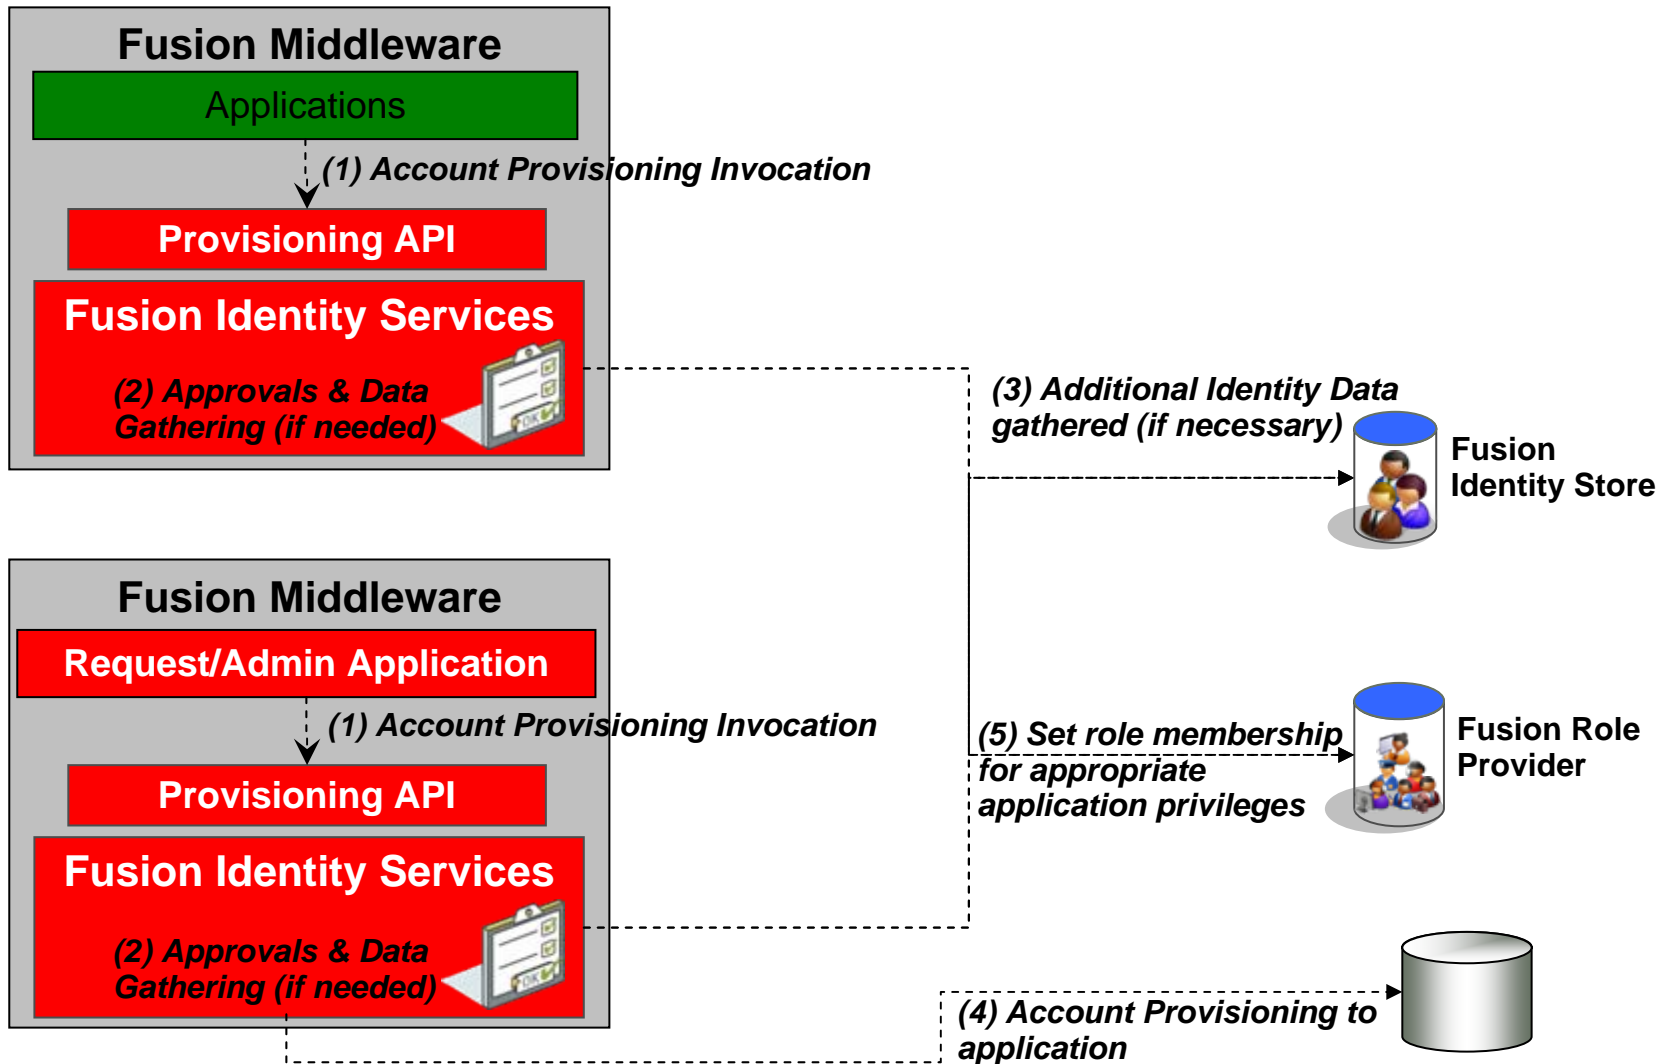 Fusion Middleware
Applications
(1) Account Provisioning Invocation
Provisioning API
Fusion Identity Services
(2) Approvals & Data
Gathering (if needed)
OK
(3) Additional Identity Data
gathered (if necessary)
Fusion
Identity Store
Fusion Middleware
Request/Admin Application
(1) Account Provisioning Invocation
Provisioning API
Fusion Identity Services
(2) Approvals & Data
Gathering (if needed)
OK
(5) Set role membership
for appropriate
application privileges
Fusion Role
Provider
(4) Account Provisioning to
application